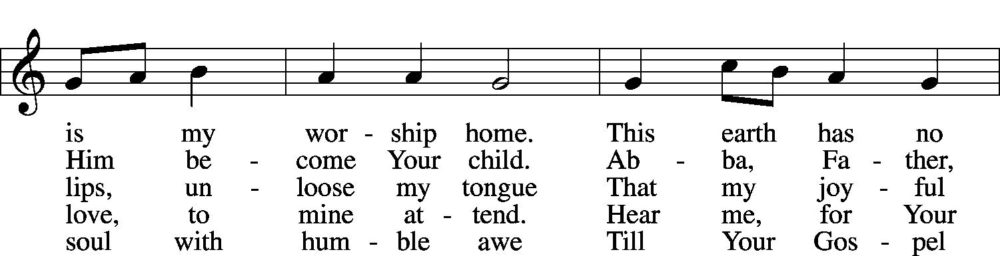 is my wor - ship home. This earth has no
Him be - come Your child. Ab - ba, Fa - ther,
lips, un - loose my tongue That my joy - ful
love, to mine at - tend. Hear me, for Your
soul with hum - ble awe Till Your Gos - pel